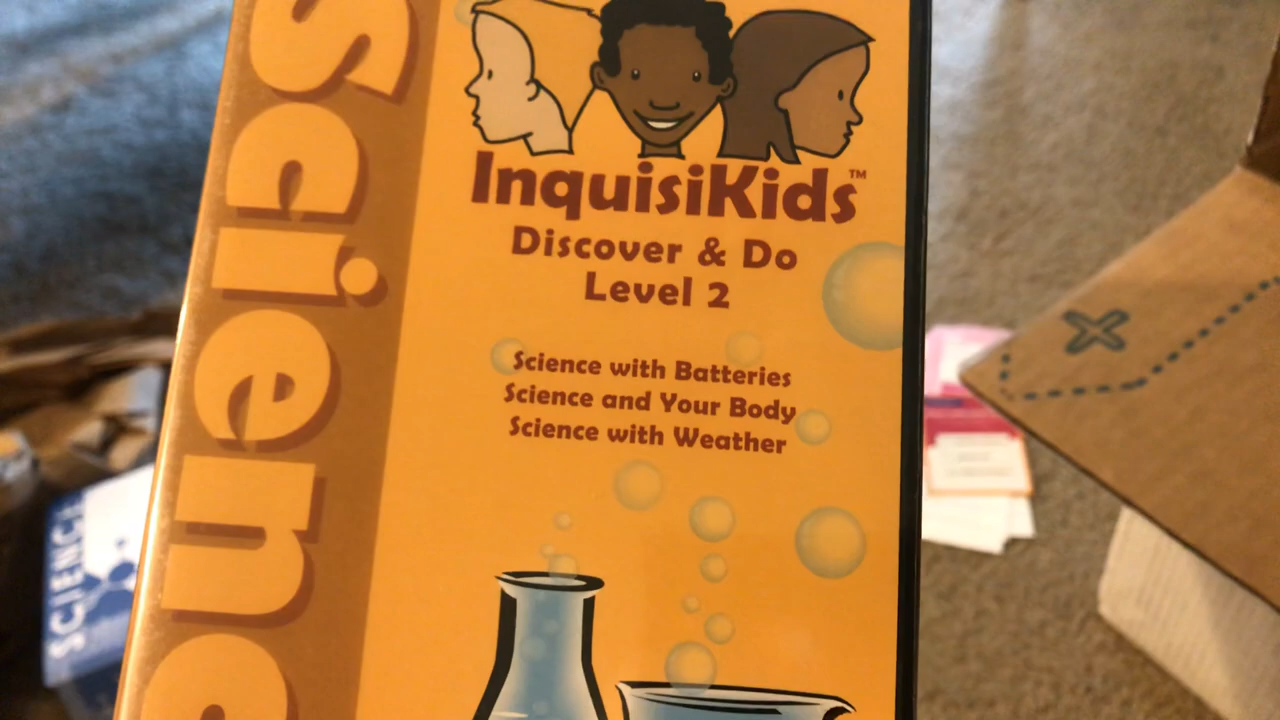 Science
InquisiKids™
Discover & Do
Level 2
Science with Batteries
Science and Your Body
Science with Weather
SCIENCE